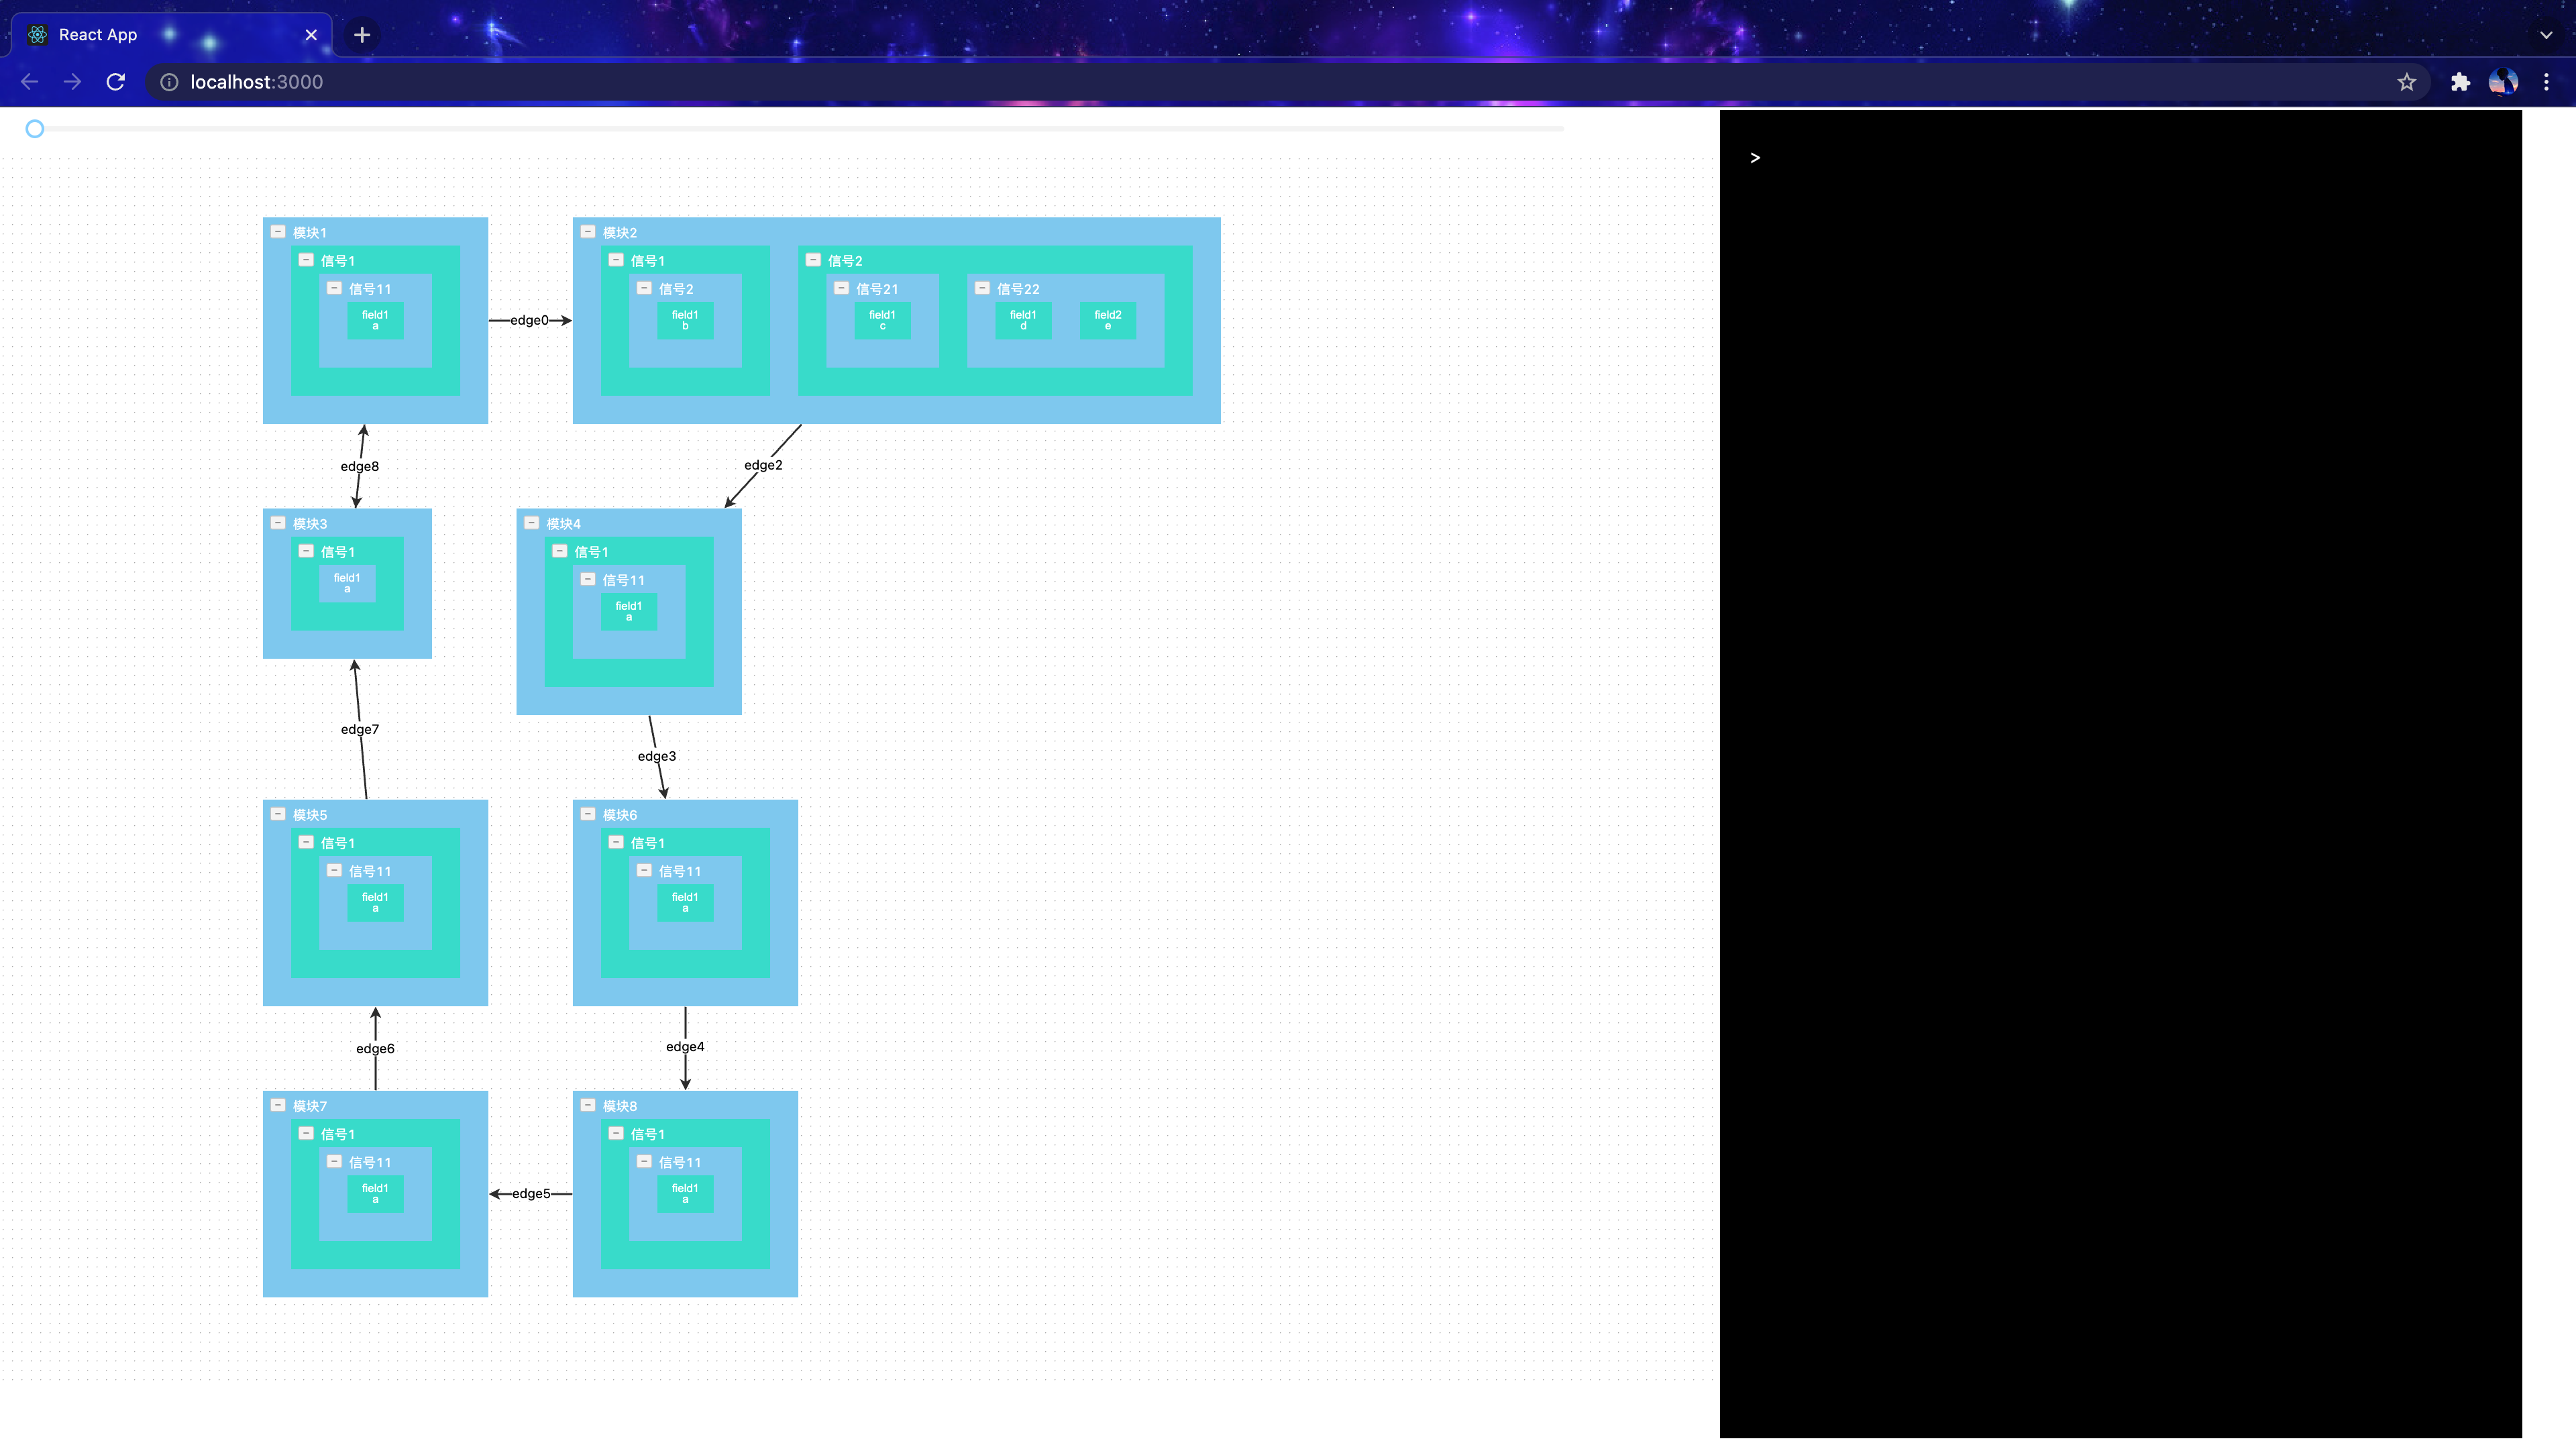 React App
localhost:3000
>
模块1
信号1
信号11
field1
a
edge0
模块2
信号1
信号2
field1
b
信号2
信号21
field1
c
信号22
field1
d
field2
e
edge8
edge2
模块3
信号1
field1
a
模块4
信号1
信号11
field1
a
edge7
edge3
模块5
信号1
信号11
field1
a
模块6
信号1
信号11
field1
a
edge6
edge4
模块7
信号1
信号11
field1
a
edge5
模块8
信号1
信号11
field1
a